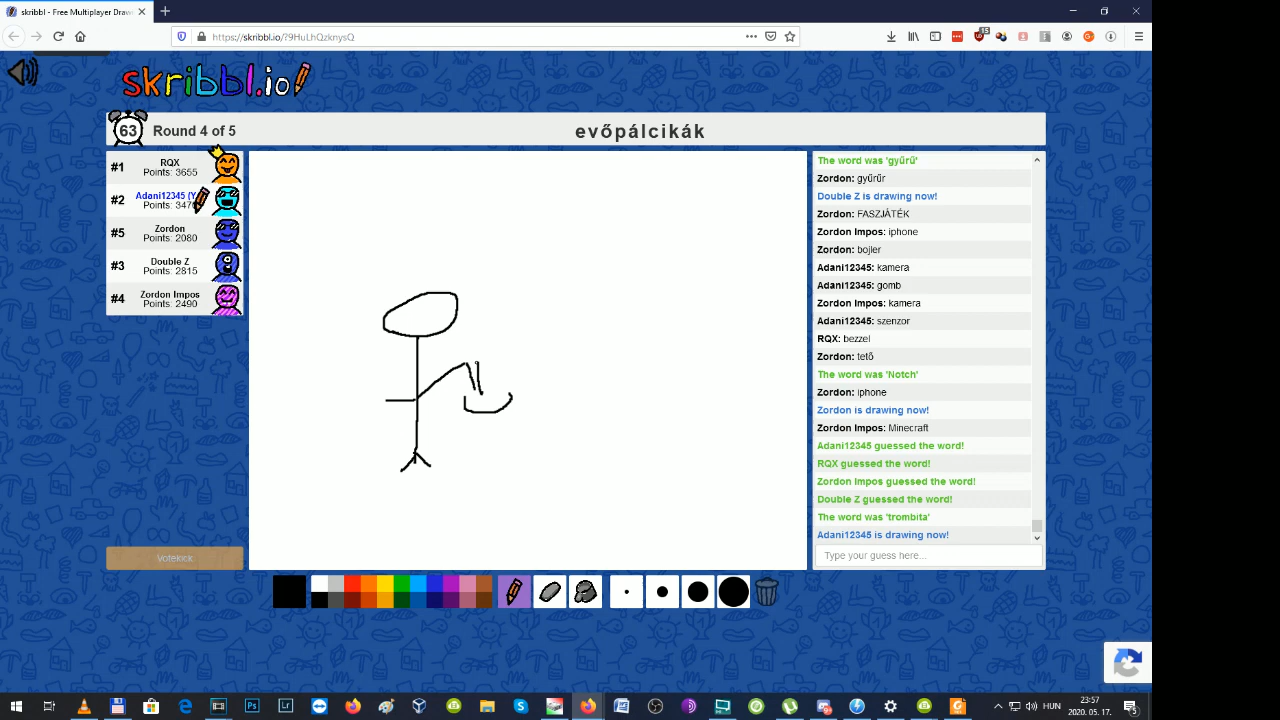 skribbl - Free Multiplayer Draw
https://skribbl.io/?9HuLhQzknysQ
15
skribbl.io
63
Round 4 of 5
evőpálcikák
#1
RQX
Points: 3655
#2
Adani12345 (Y
Points: 347
#5
Zordon
Points: 2080
#3
Double Z
Points: 2815
#4
Zordon Impos
Points: 2490
Votekick
The word was 'gyűrű'
Zordon: gyűrűr
Double Z is drawing now!
Zordon: FASZJÁTÉK
Zordon Impos: iphone
Zordon: bojler
Adani12345: kamera
Adani12345: gomb
Zordon Impos: kamera
Adani12345: szenzor
RQX: bezzel
Zordon: tető
The word was 'Notch'
Zordon: iphone
Zordon is drawing now!
Zordon Impos: Minecraft
Adani12345 guessed the word!
RQX guessed the word!
Zordon Impos guessed the word!
Double Z guessed the word!
The word was 'trombita'
Adani12345 is drawing now!
Type your guess here...
Ps
Lr
HUN
23:57
2020. 05. 17.